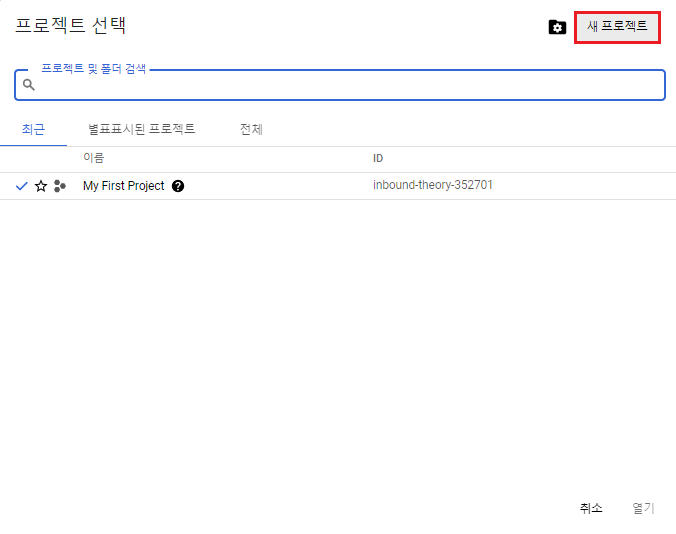 프로젝트 선택
새 프로젝트
프로젝트 및 폴더 검색
최근 별표표시된 프로젝트 전체
이름 ID
My First Project inbound-theory-352701
취소 열기